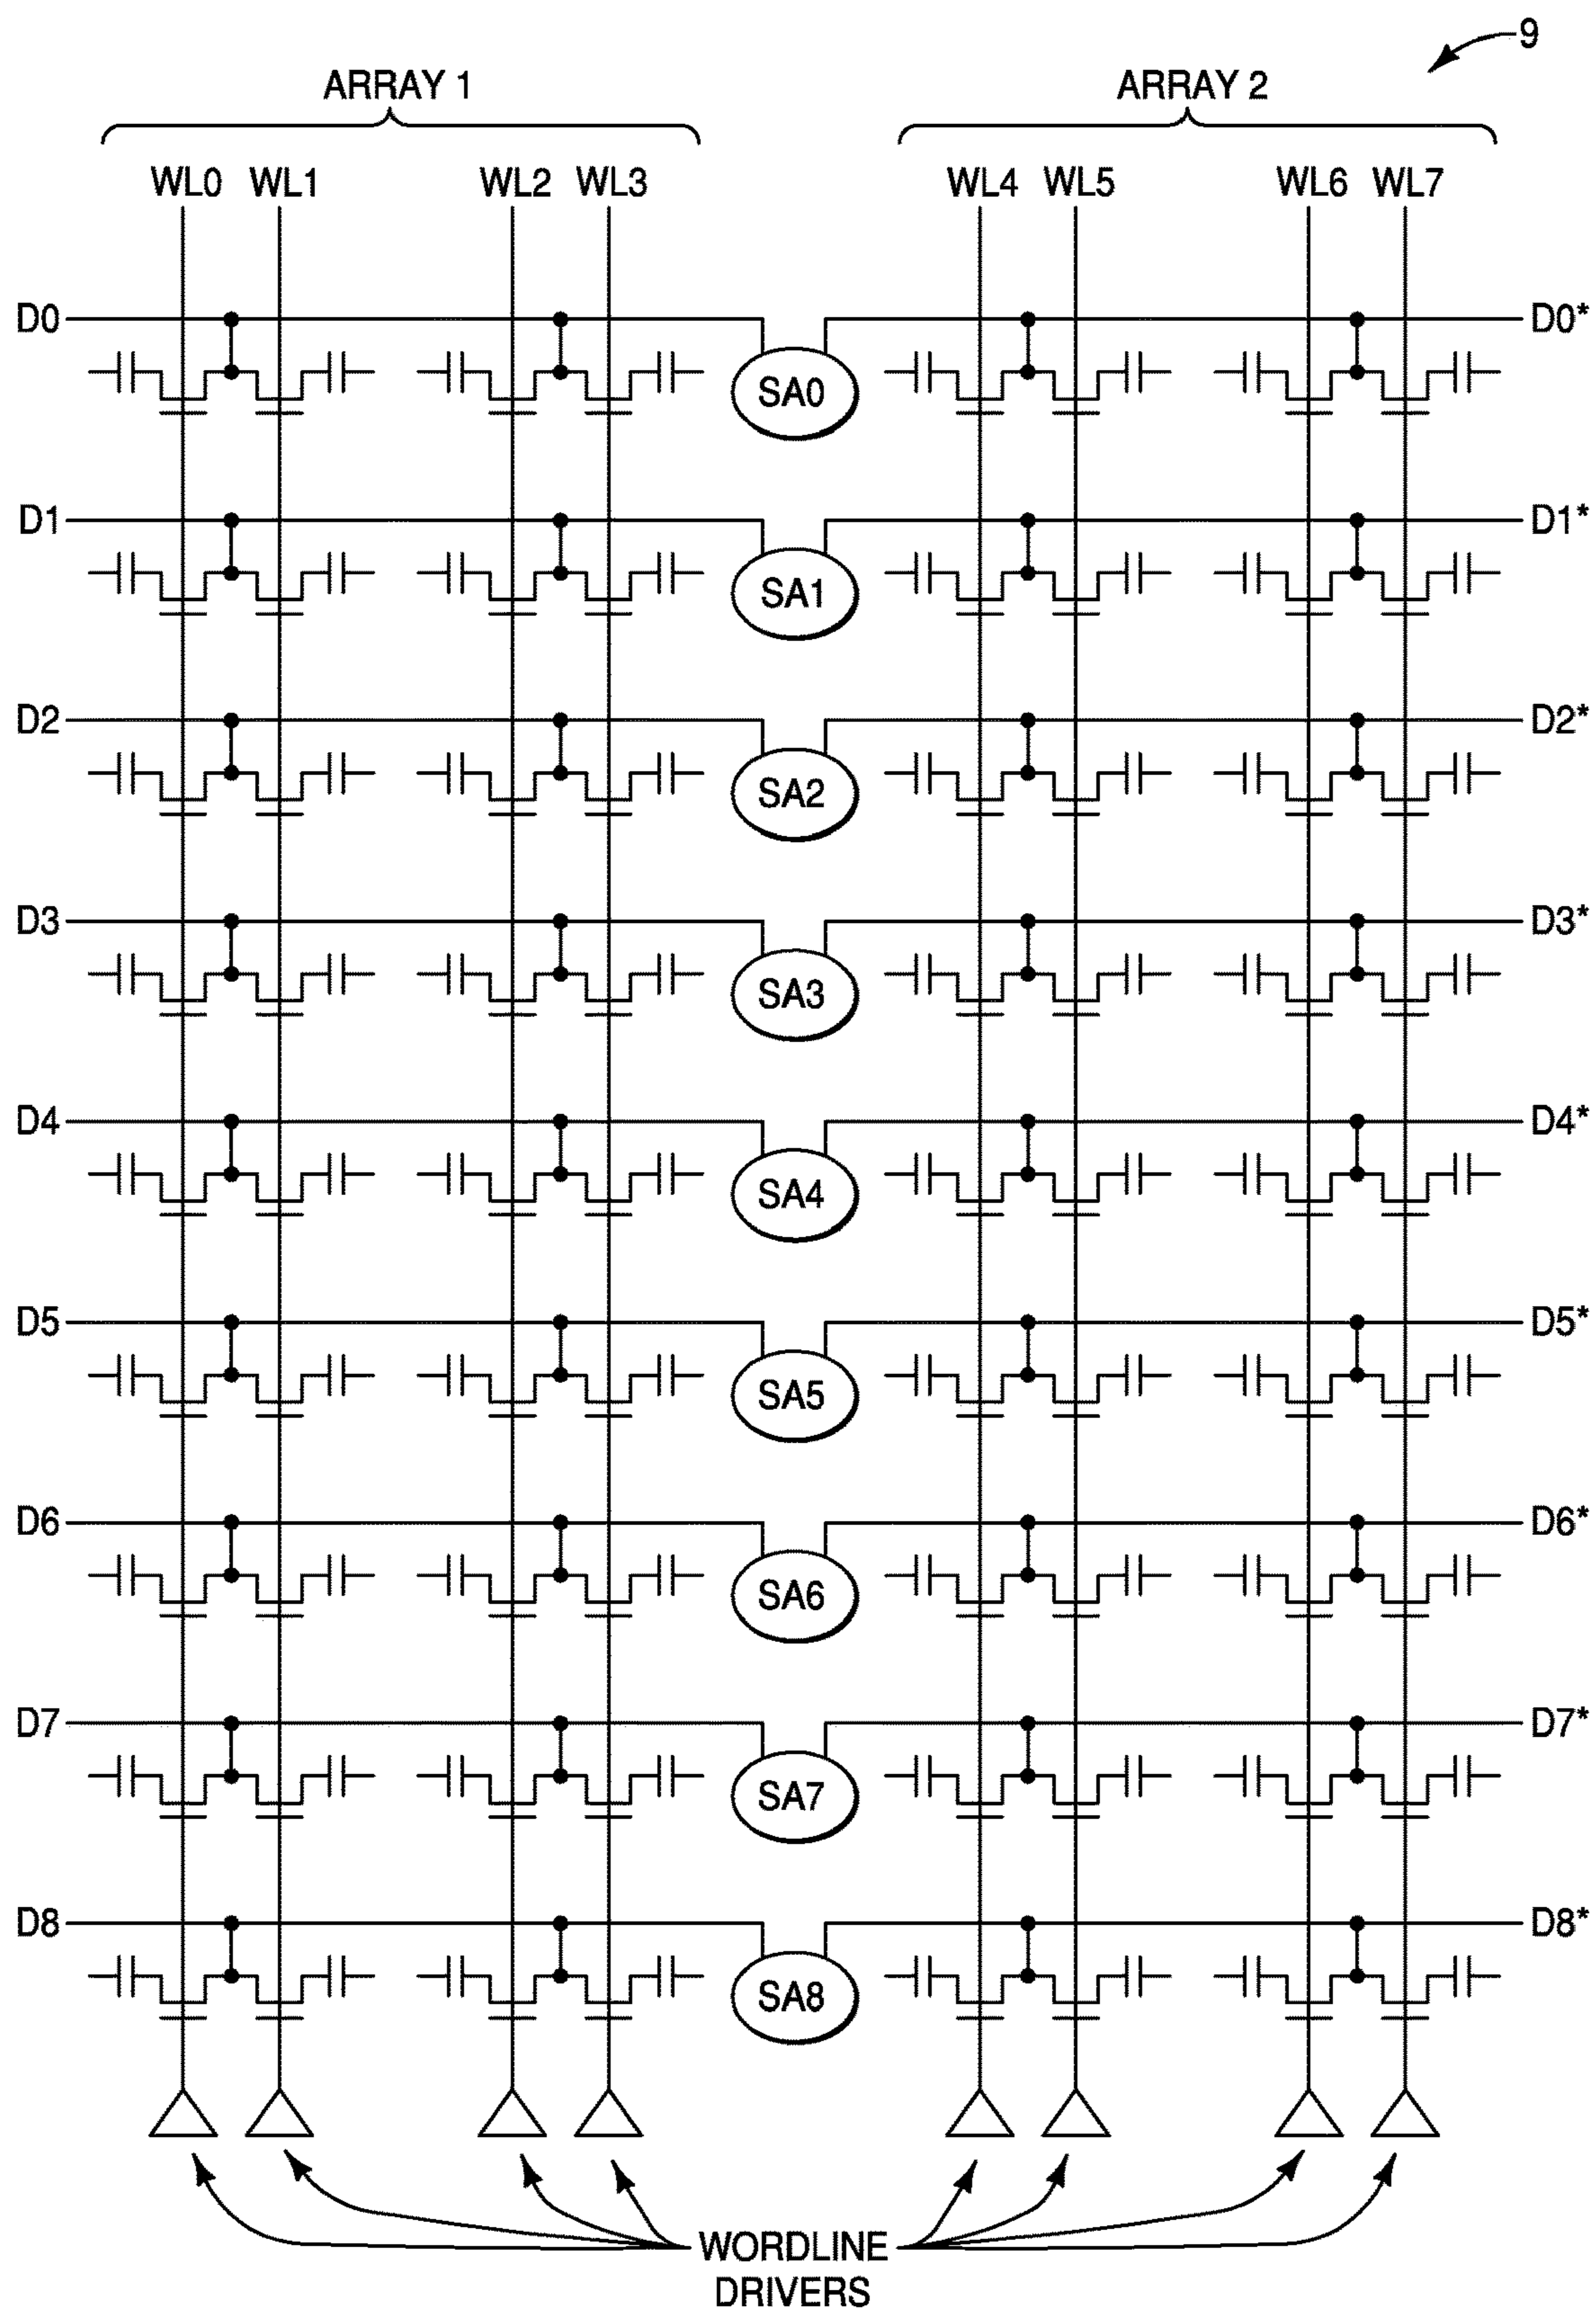 9
ARRAY 1 ARRAY 2
WL0 WL1 WL2 WL3 WL4 WL5 WL6 WL7
D0 D0*
SA0
D1 D1*
SA1
D2 D2*
SA2
D3 D3*
SA3
D4 D4*
SA4
D5 D5*
SA5
D6 D6*
SA6
D7 D7*
SA7
D8 D8*
SA8
WORDLINE
DRIVERS